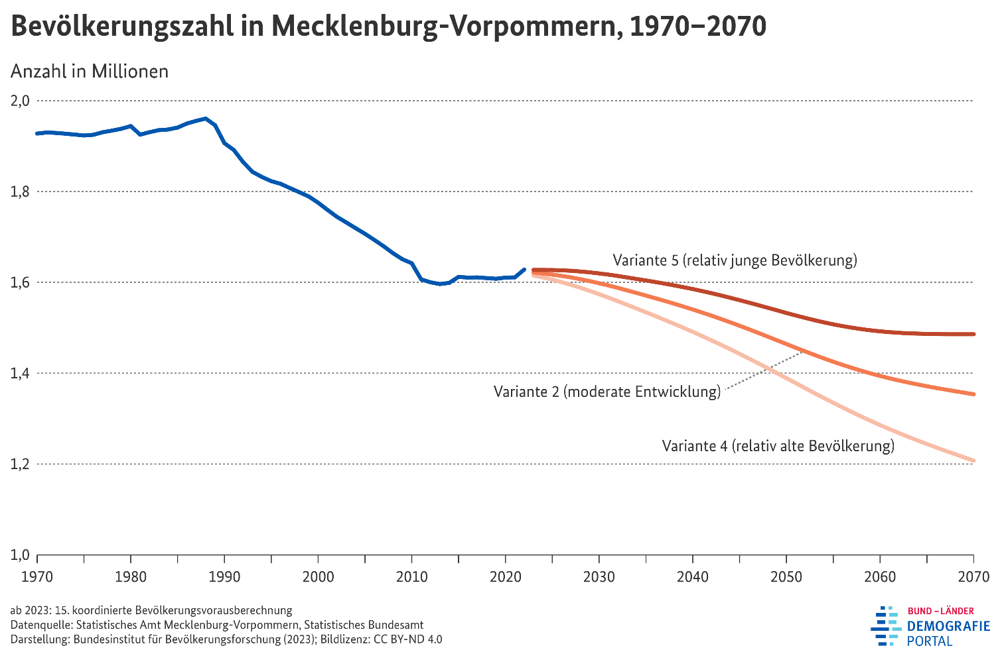 Bevölkerungszahl in Mecklenburg-Vorpommern, 1970–2070
Anzahl in Millionen
2,0
1,8
Variante 5 (relativ junge Bevölkerung)
1,6
1,4
Variante 2 (moderate Entwicklung)
Variante 4 (relativ alte Bevölkerung)
1,2
1,0
1970 1980 1990 2000 2010 2020 2030 2040 2050 2060 2070
ab 2023: 15. koordinierte Bevölkerungsvorausberechnung
Datenquelle: Statistisches Amt Mecklenburg-Vorpommern, Statistisches Bundesamt
Darstellung: Bundesinstitut für Bevölkerungsforschung (2023); Bildlizenz: CC BY-ND 4.0
BUND–LÄNDER
DEMOGRAFIE
PORTAL